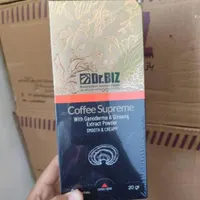 Dr.BIZ
Coffee Supreme
With Ganoderma & Ginseng
Extract Powder
SMOOTH & CREAMY
20 gr